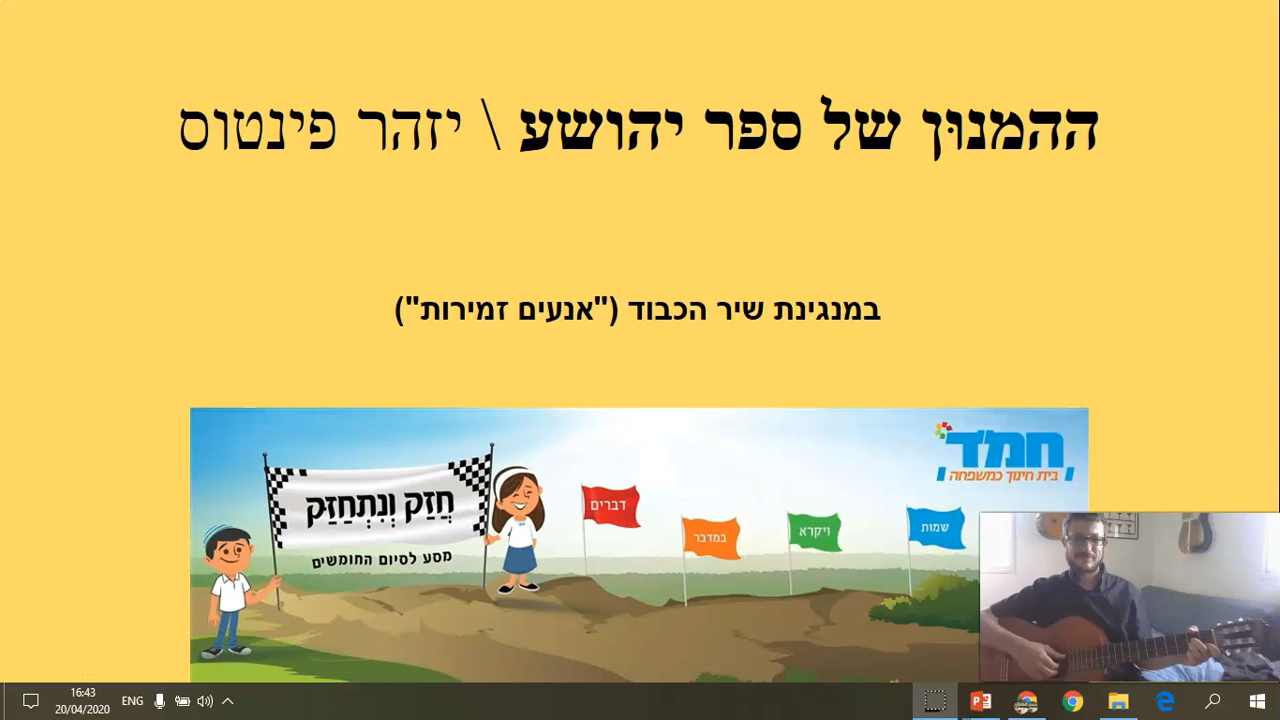 ההמנוּן של ספר יהושע \ יזהר פינטוס
במנגינת שיר הכבוד ("אנעים זמירות")
חמ"ד
בית חינוך כמשפחה
חֲזַק וְנִתְחַזַּק
מסע לסיום החומשים
דברים
במדבר
ויקרא
שמות
16:43
20/04/2020
ENG